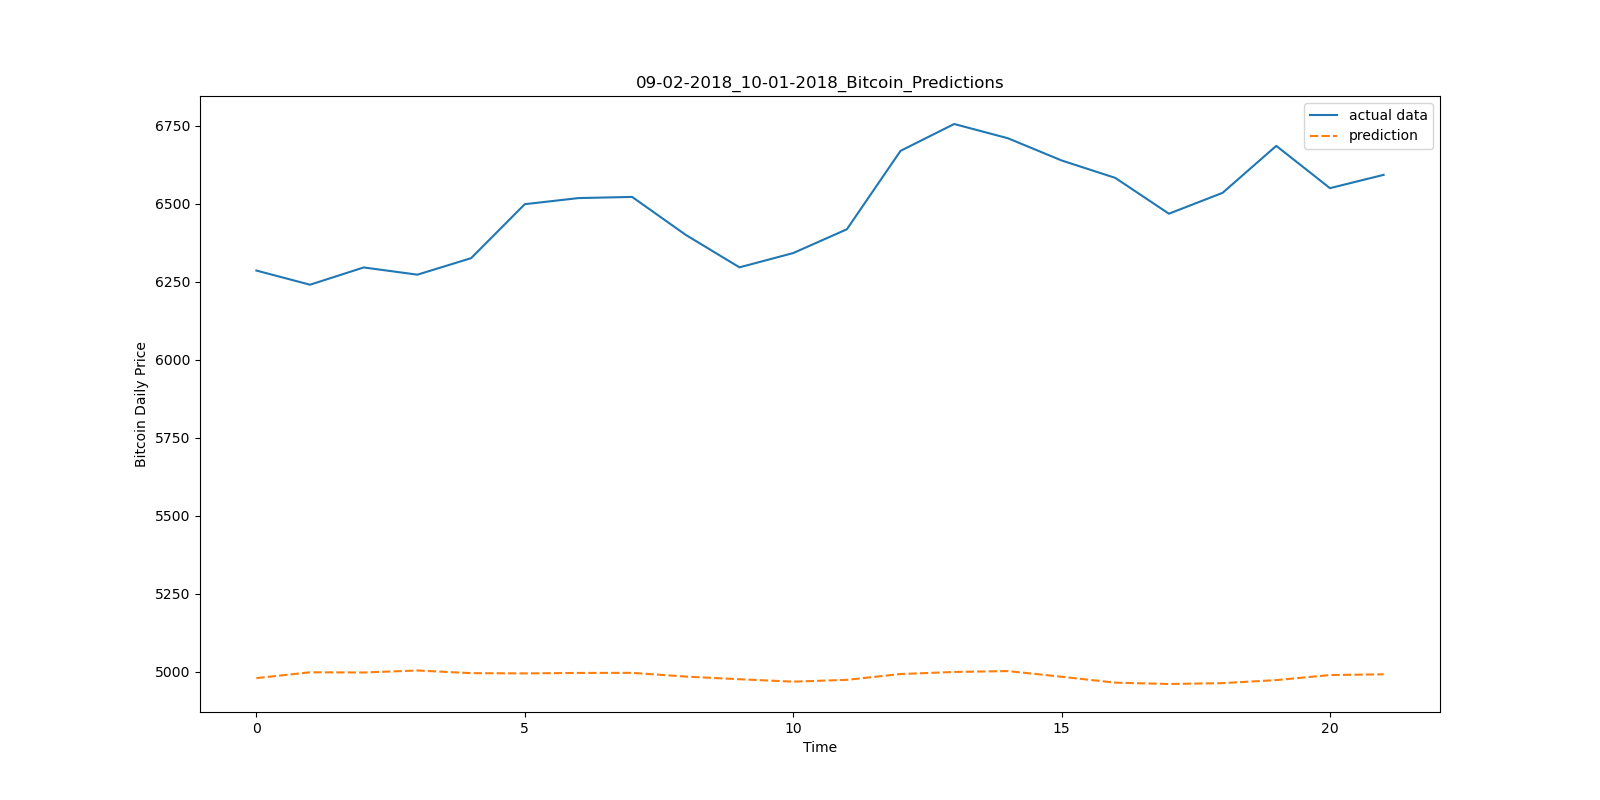 09-02-2018_10-01-2018_Bitcoin_Predictions
actual data
prediction
6750
6500
6250
6000
5750
5500
5250
5000
Bitcoin Daily Price
0 5 10 15 20
Time